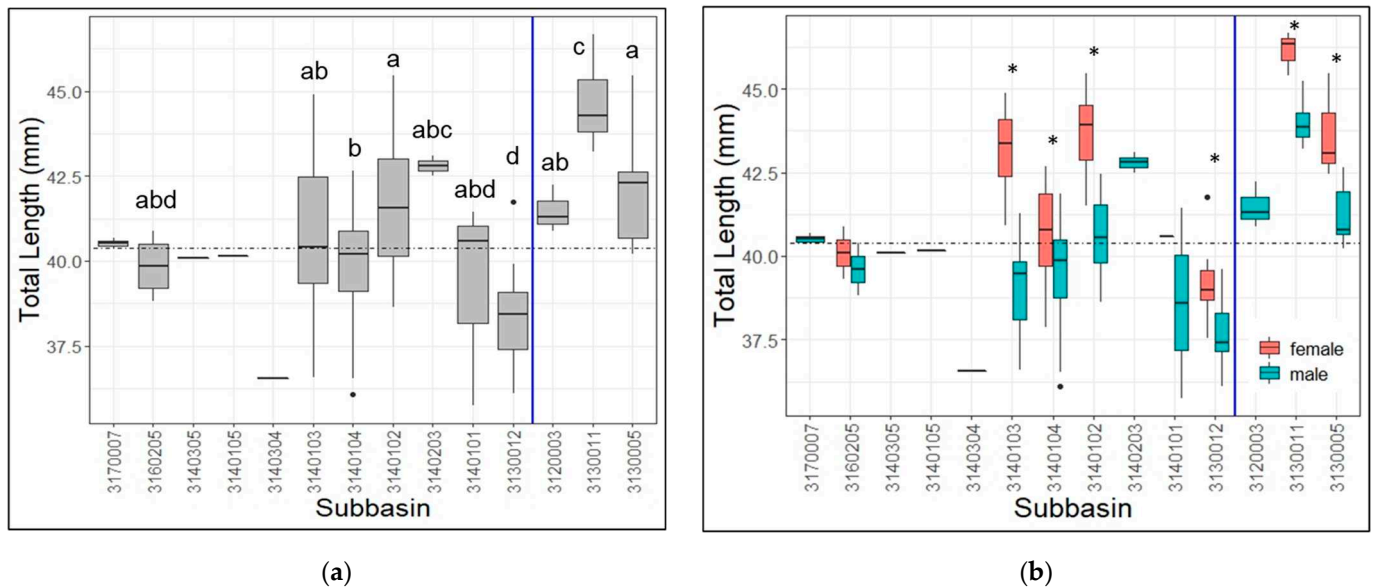 Total Length (mm)
45.0
42.5
40.0
37.5
abd
ab
b
a
abc
abd
d
ab
c
a
3170007
3160205
3140305
3140105
3140304
3140103
3140104
3140102
3140203
3140101
3130012
3120003
3130011
3130005
Subbasin
(a)
Total Length (mm)
45.0
42.5
40.0
37.5
*
*
*
*
*
*
female
male
3170007
3160205
3140305
3140105
3140304
3140103
3140104
3140102
3140203
3140101
3130012
3120003
3130011
3130005
Subbasin
(b)